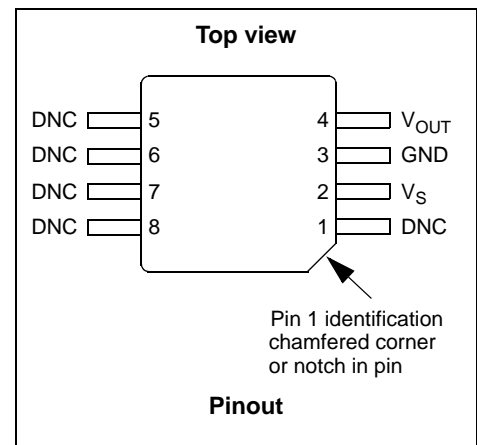 Top view
DNC 5 4 VOUT
DNC 6 3 GND
DNC 7 2 VS
DNC 8 1 DNC
Pin 1 identification
chamfered corner
or notch in pin
Pinout